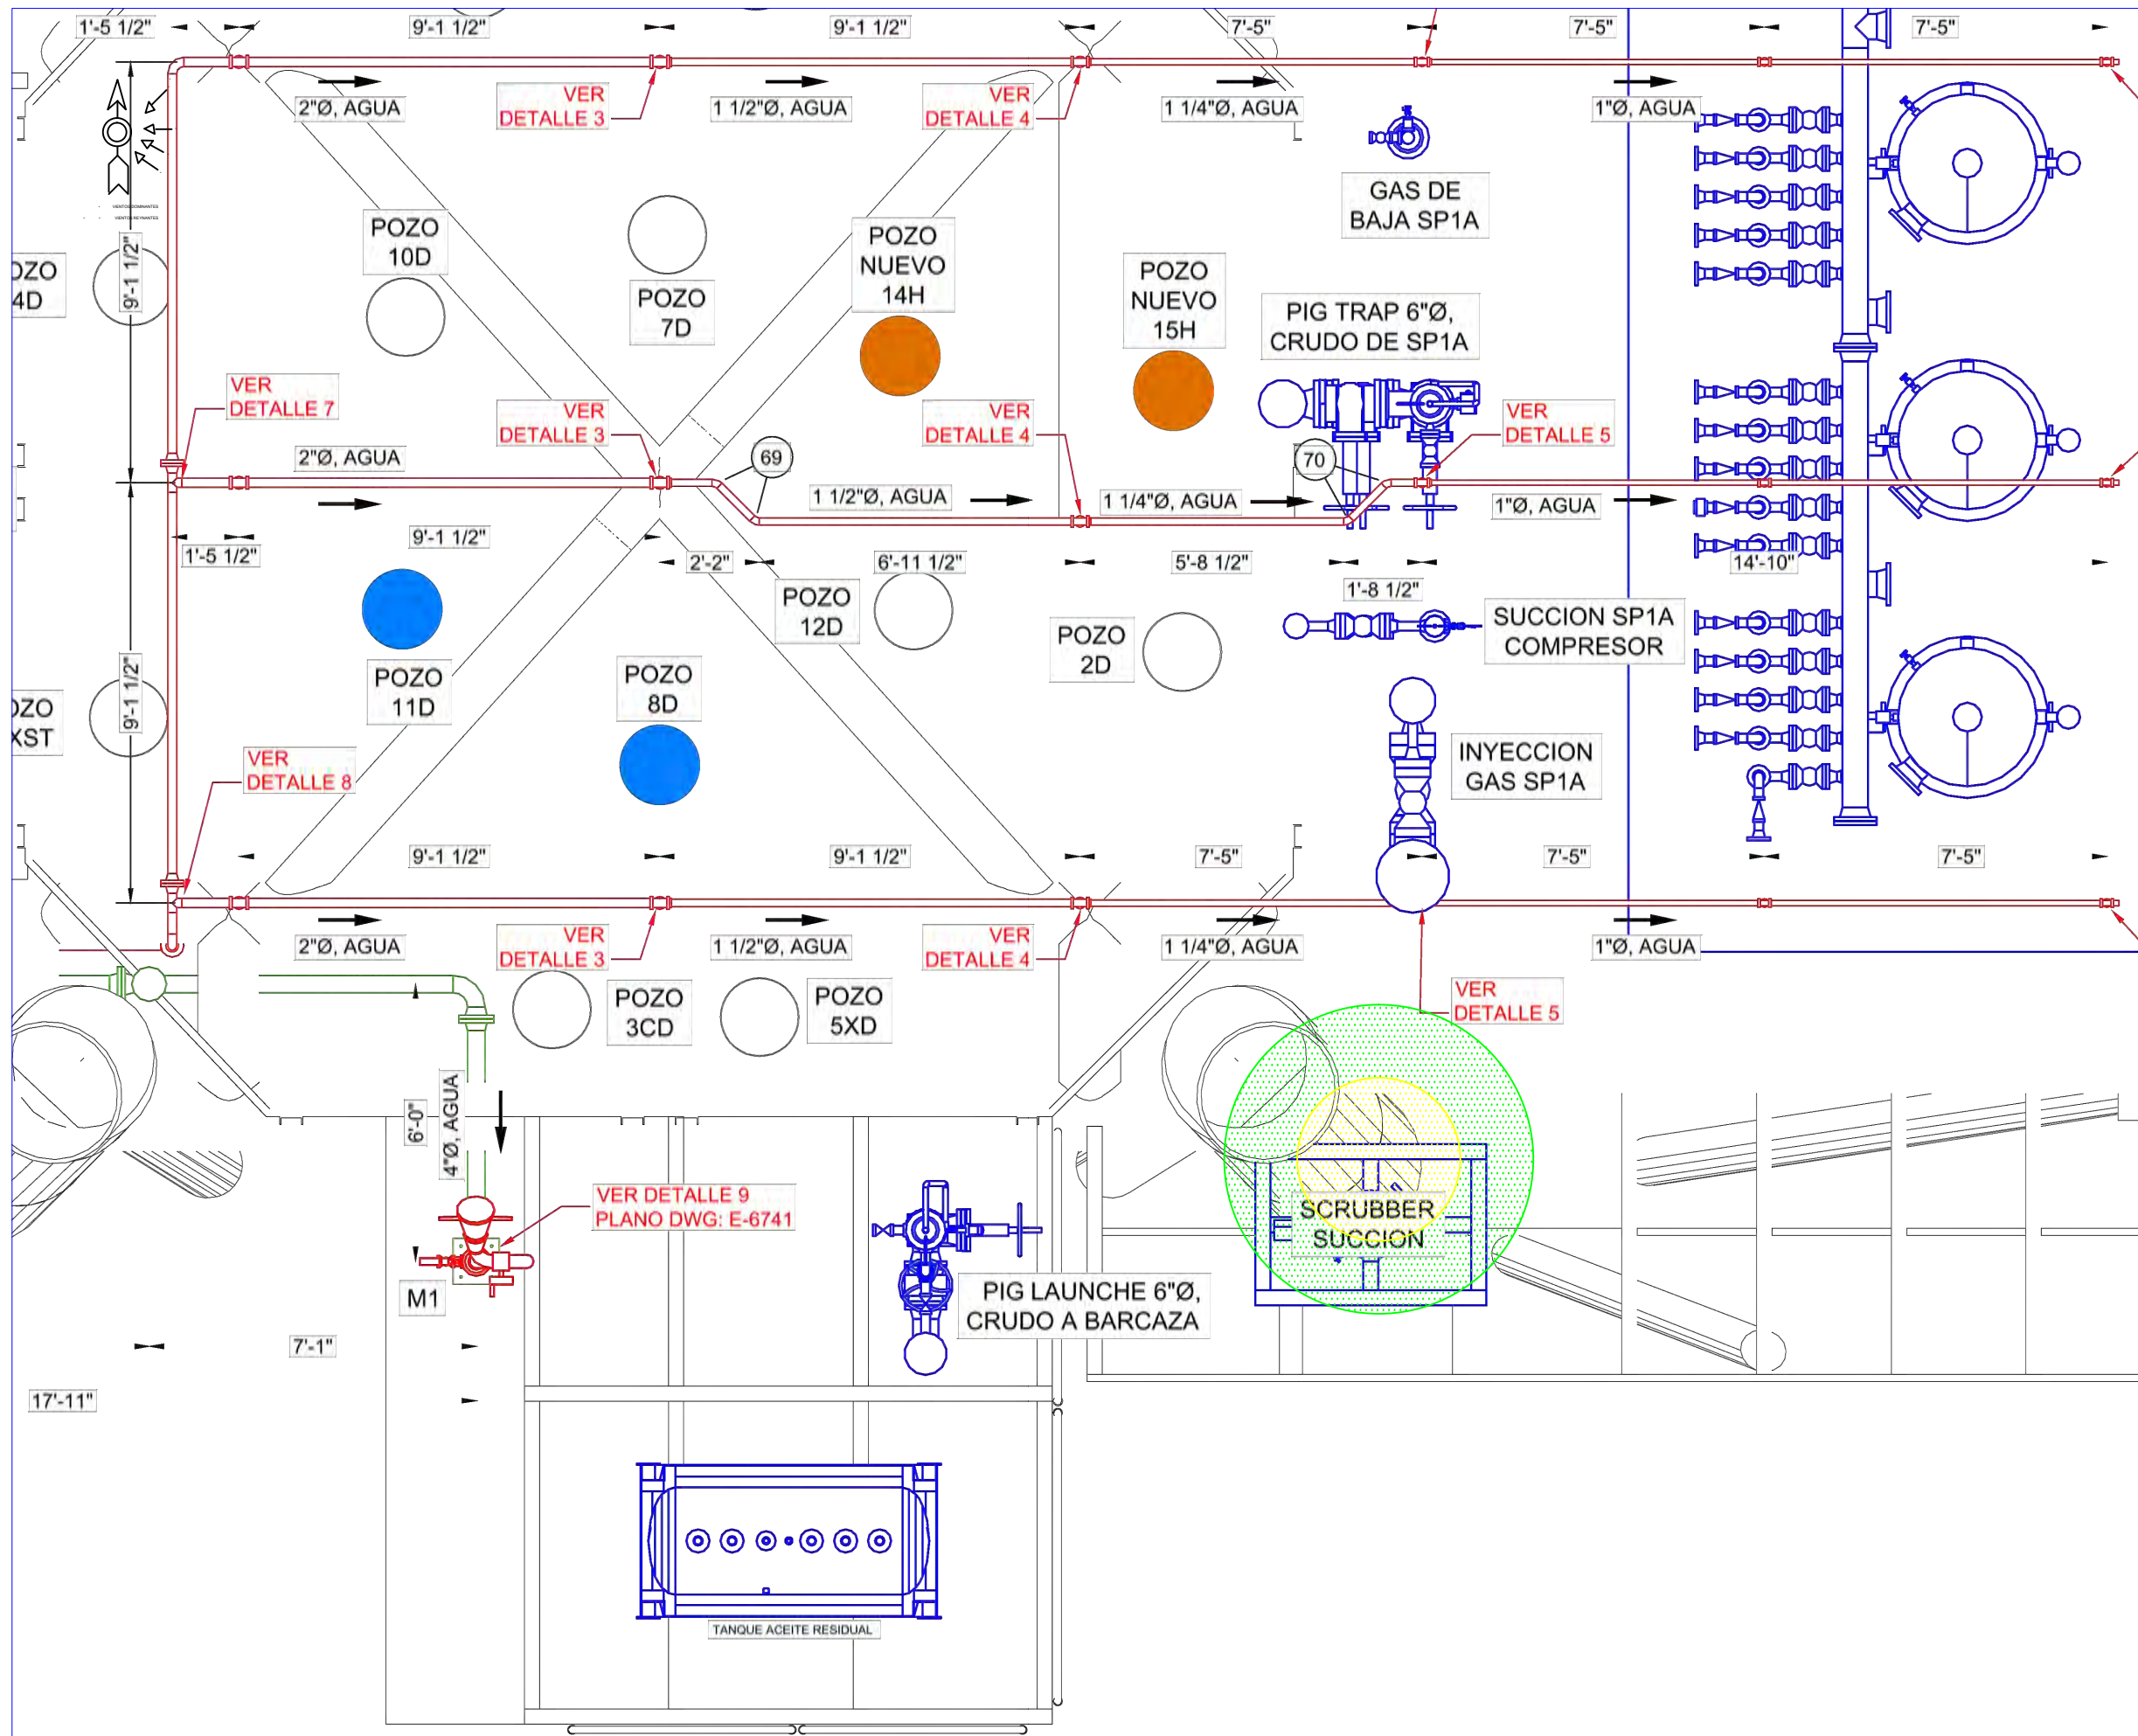 1'-5 1/2"
9'-1 1/2"
9'-1 1/2"
7'-5"
7'-5"
7'-5"
2"Ø, AGUA
VER
DETALLE 3
1 1/2"Ø, AGUA
VER
DETALLE 4
1 1/4"Ø, AGUA
1"Ø, AGUA
VIENTOS DOMINANTES
VIENTOS REYNANTES
9'-1 1/2"
GAS DE
BAJA SP1A
POZO
10D
POZO
7D
POZO
NUEVO
14H
POZO
NUEVO
15H
PIG TRAP 6"Ø,
CRUDO DE SP1A
OZO
4D
VER
DETALLE 7
VER
DETALLE 3
VER
DETALLE 4
VER
DETALLE 5
2"Ø, AGUA
69
70
1 1/2"Ø, AGUA
1 1/4"Ø, AGUA
1"Ø, AGUA
1'-5 1/2"
9'-1 1/2"
2'-2"
6'-11 1/2"
5'-8 1/2"
1'-8 1/2"
14'-10"
POZO
12D
POZO
2D
SUCCION SP1A
COMPRESOR
9'-1 1/2"
POZO
11D
POZO
8D
OZO
XST
VER
DETALLE 8
INYECCION
GAS SP1A
9'-1 1/2"
9'-1 1/2"
7'-5"
7'-5"
7'-5"
2"Ø, AGUA
VER
DETALLE 3
1 1/2"Ø, AGUA
VER
DETALLE 4
1 1/4"Ø, AGUA
1"Ø, AGUA
POZO
3CD
POZO
5XD
VER
DETALLE 5
6'-0"
4"Ø, AGUA
VER DETALLE 9
PLANO DWG: E-6741
SCRUBBER
SUCCION
M1
PIG LAUNCHE 6"Ø,
CRUDO A BARCAZA
7'-1"
17'-11"
TANQUE ACEITE RESIDUAL